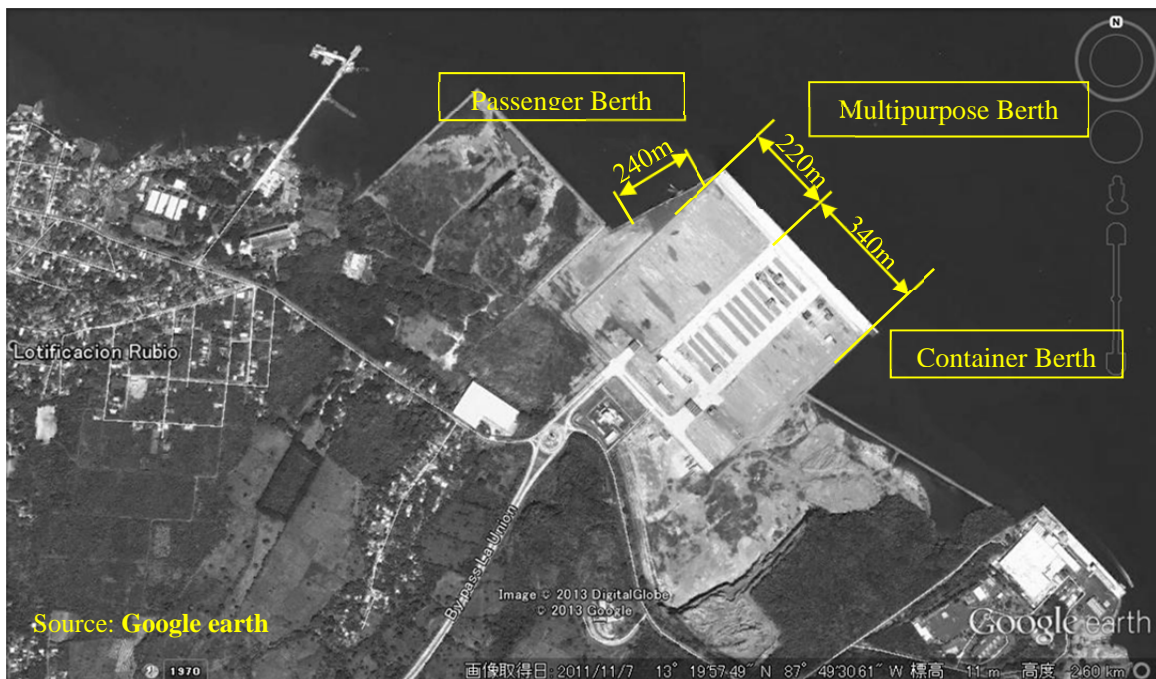 N
Passenger Berth
Multipurpose Berth
240m
220m
340m
Container Berth
Lotificacion Rubio
By pass La Union
Image © 2013 DigitalGlobe
© 2013 Google
Source: Google earth
Google earth
1970
画像取得日: 2011/11/7 13° 19'57.49" N 87° 49'30.61" W 標高 11 m 高度 2.60 km